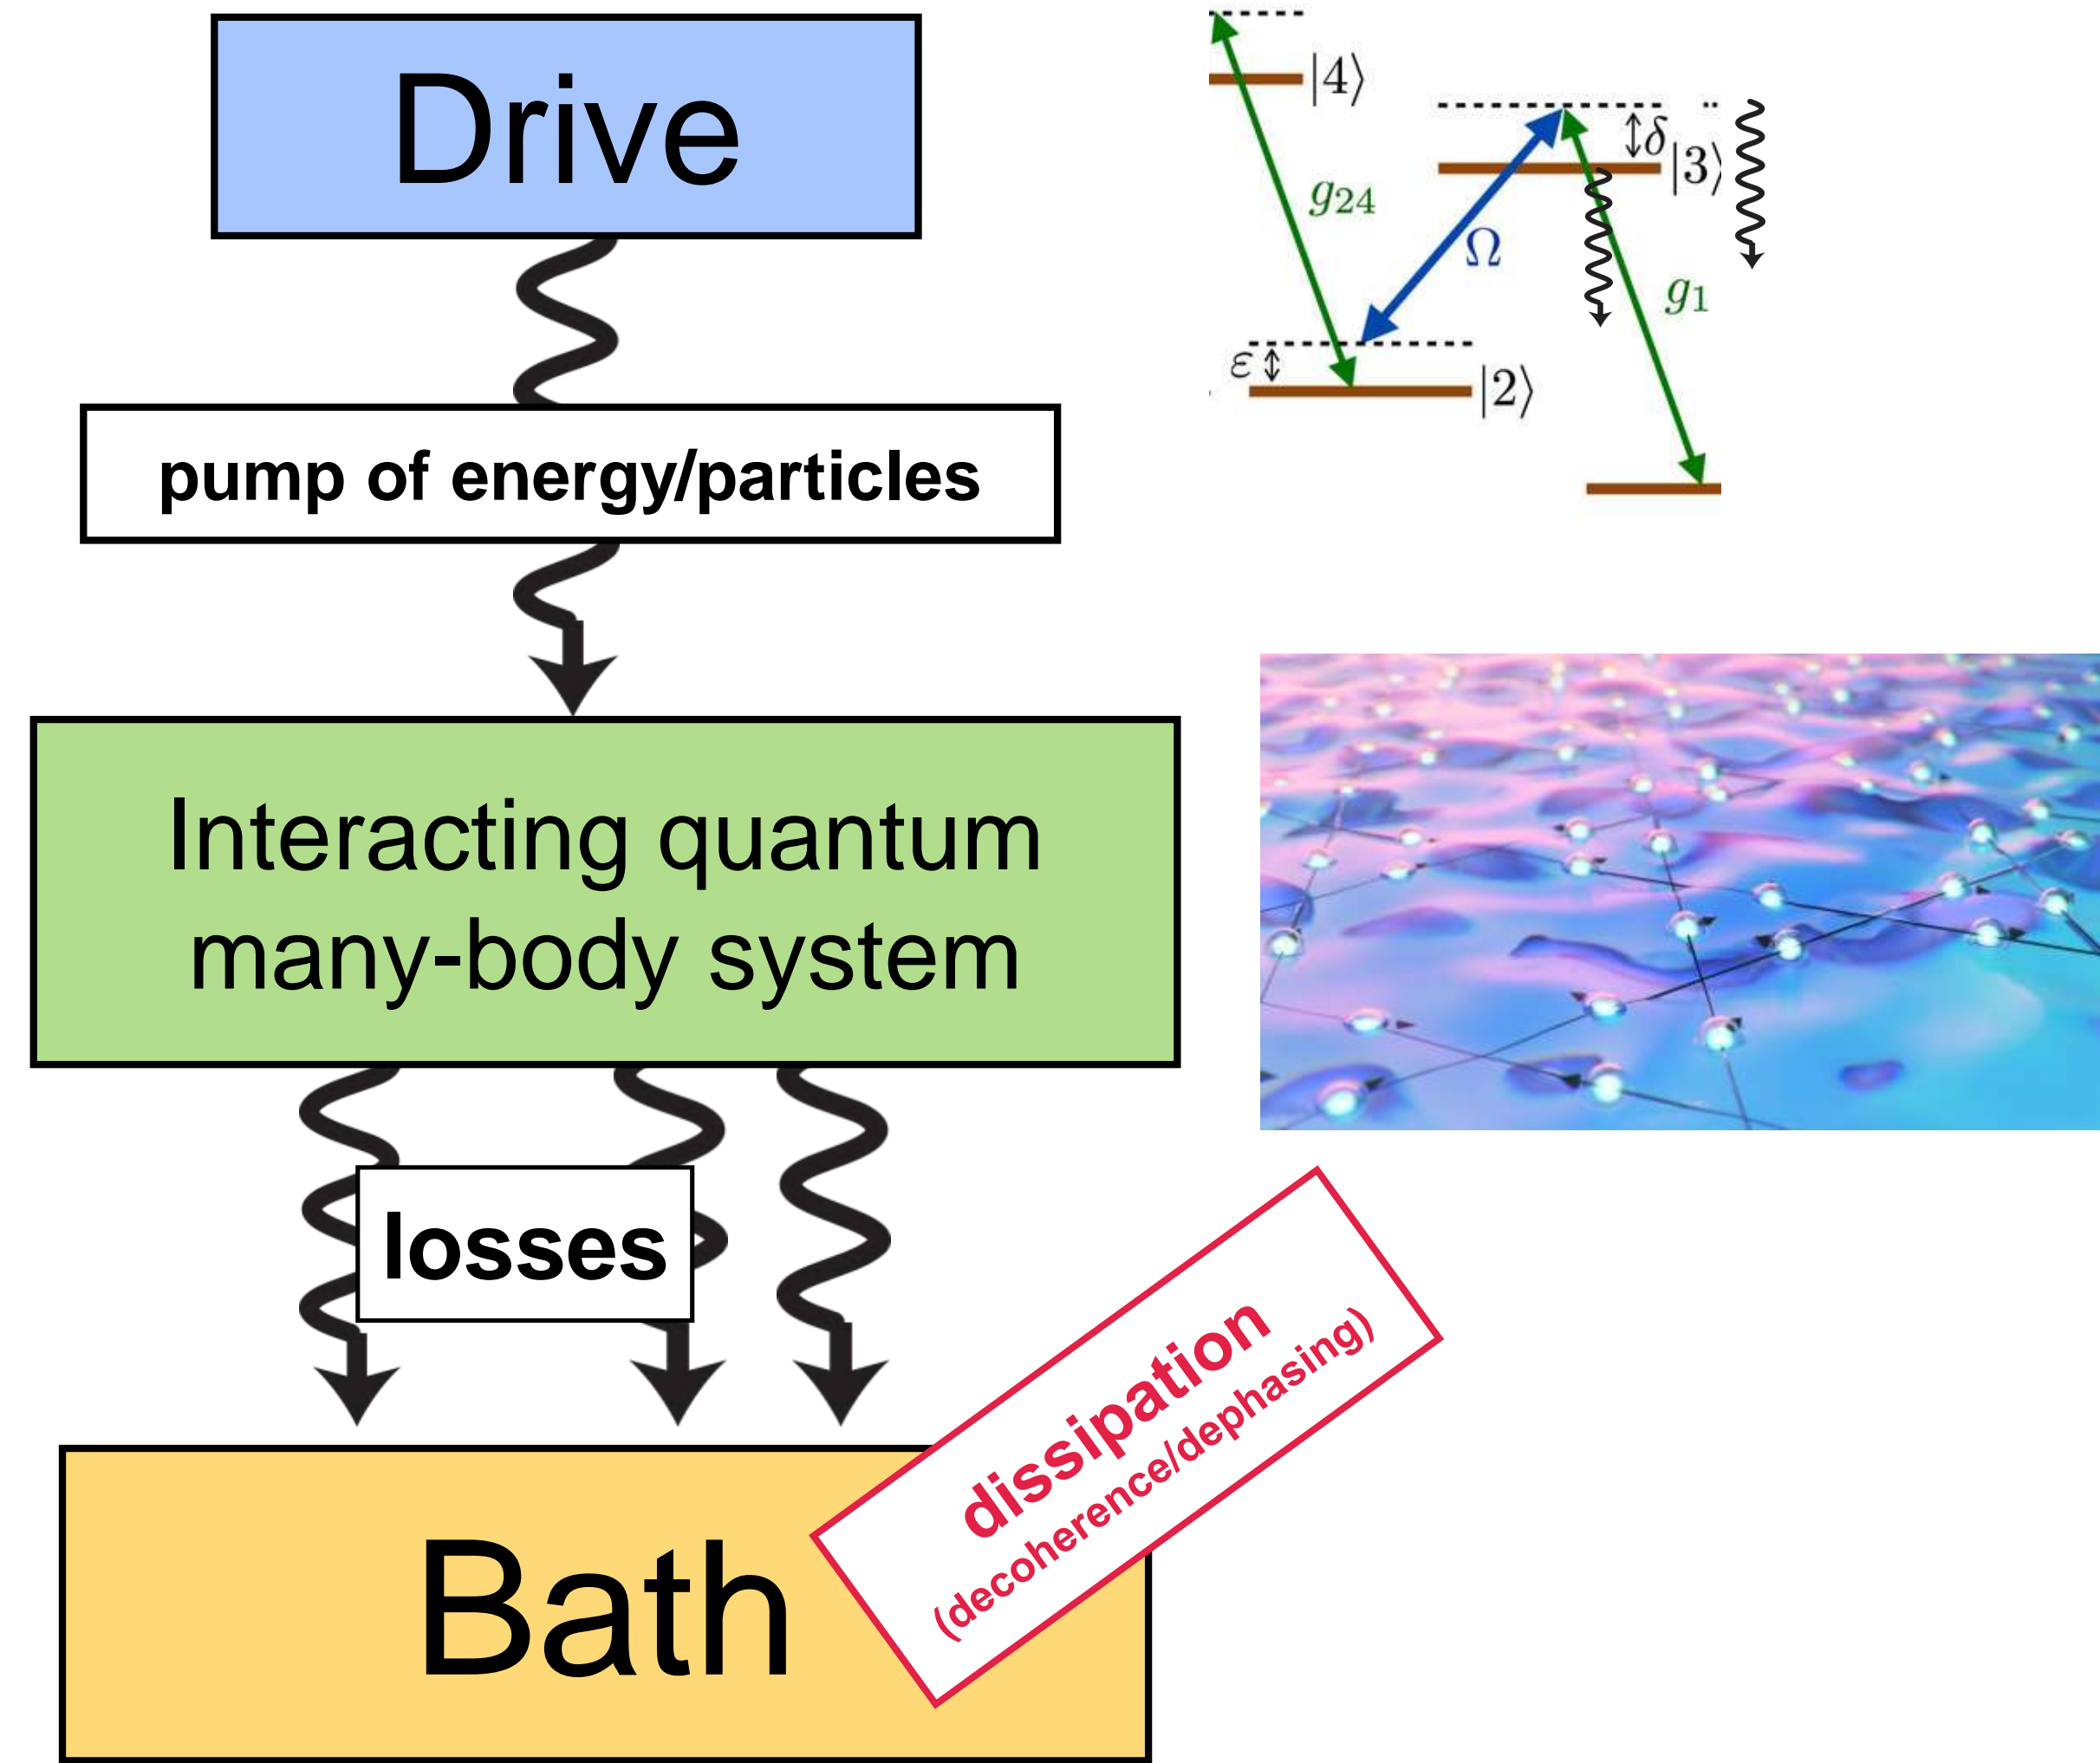 Drive
pump of energy/particles
Interacting quantum
many-body system
losses
dissipation
(decoherence/dephasing)
Bath
|4⟩
δ
|3⟩
g₂₄
Ω
g₁
ε
|2⟩